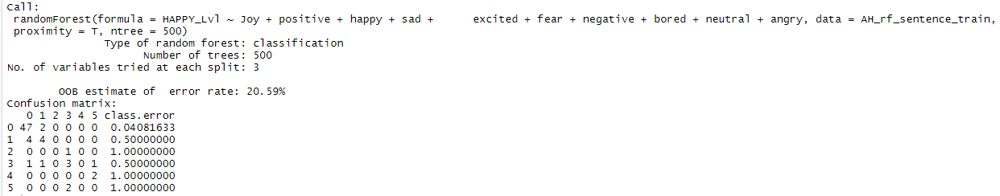 Call:
randomForest(formula = HAPPY_Lvl ~ Joy + positive + happy + sad + excited + fear + negative + bored + neutral + angry, data = AH_rf_sentence_train,
proximity = T, ntree = 500)
Type of random forest: classification
Number of trees: 500
No. of variables tried at each split: 3
OOB estimate of error rate: 20.59%
Confusion matrix:
0 1 2 3 4 5 class.error
0 47 2 0 0 0 0 0.04081633
1 4 4 0 0 0 0 0.50000000
2 0 0 0 1 0 0 1.00000000
3 1 1 0 3 0 1 0.50000000
4 0 0 0 0 0 2 1.00000000
5 0 0 0 2 0 0 1.00000000